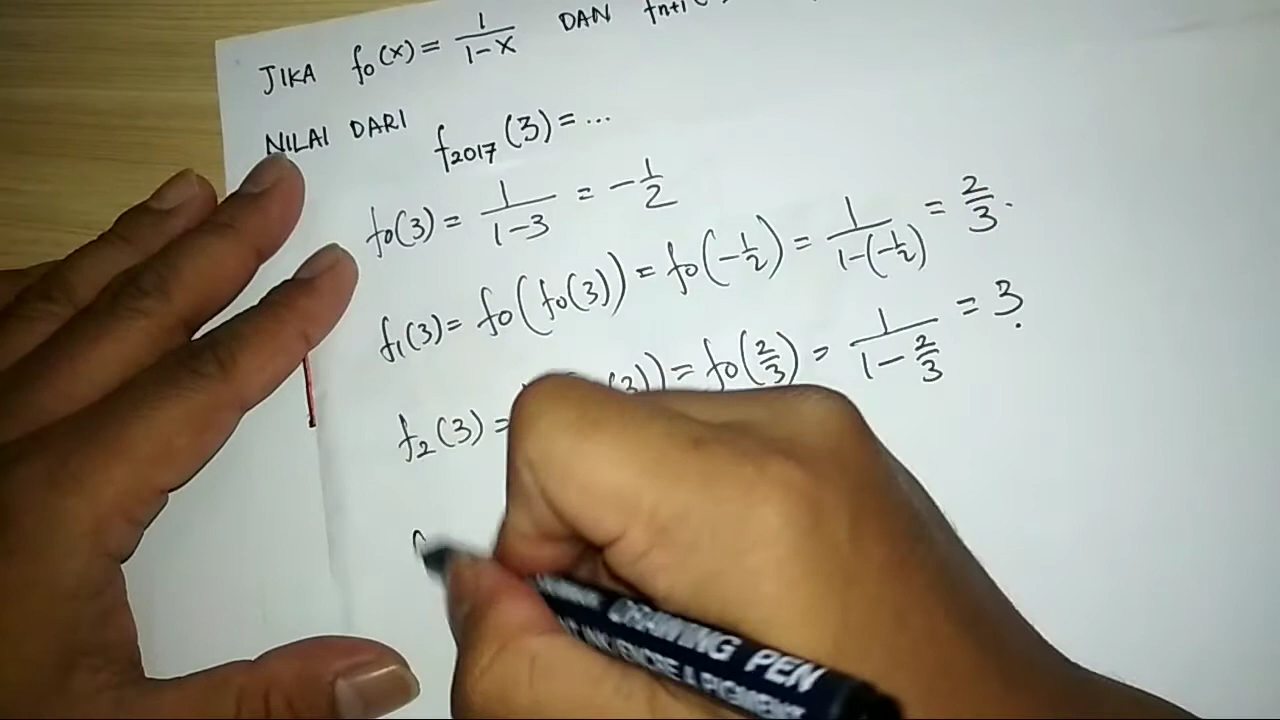 JIKA f₀(x) = 1/(1-x) DAN fn+1(
NILAI DARI f₂₀₁₇(3) = ...
f₀(3) = 1/(1-3) = -1/2
f₁(3) = f₀(f₀(3)) = f₀(-1/2) = 1/(1-(-1/2)) = 2/3.
f₂(3) = (3)) = f₀(2/3) = 1/(1-2/3) = 3.
DRAWING PEN